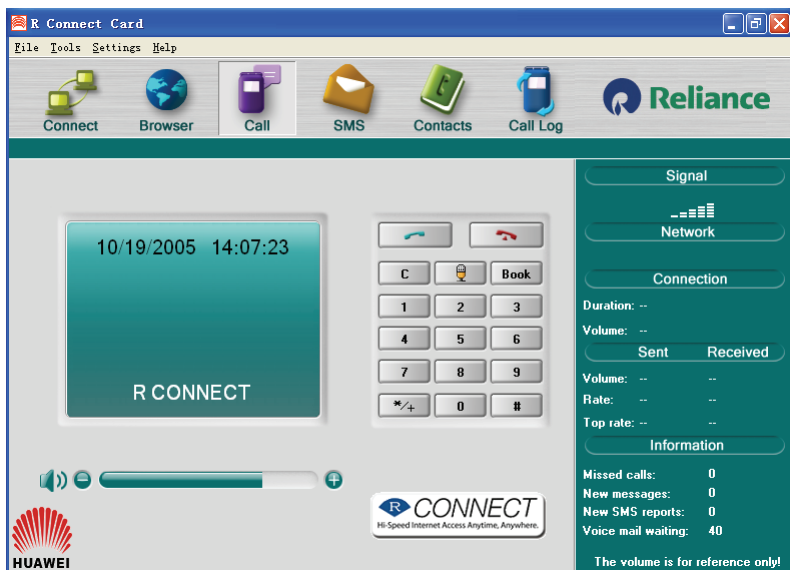 R Connect Card
File Tools Settings Help
Connect Browser Call SMS Contacts Call Log
Reliance
10/19/2005 14:07:23
R CONNECT
C Book
1 2 3
4 5 6
7 8 9
*/+ 0 #
R CONNECT
Hi-Speed Internet Access Anytime, Anywhere.
HUAWEI
Signal
Network
Connection
Duration: --
Volume: --
Sent Received
Volume: -- --
Rate: -- --
Top rate: -- --
Information
Missed calls: 0
New messages: 0
New SMS reports: 0
Voice mail waiting: 40
The volume is for reference only!